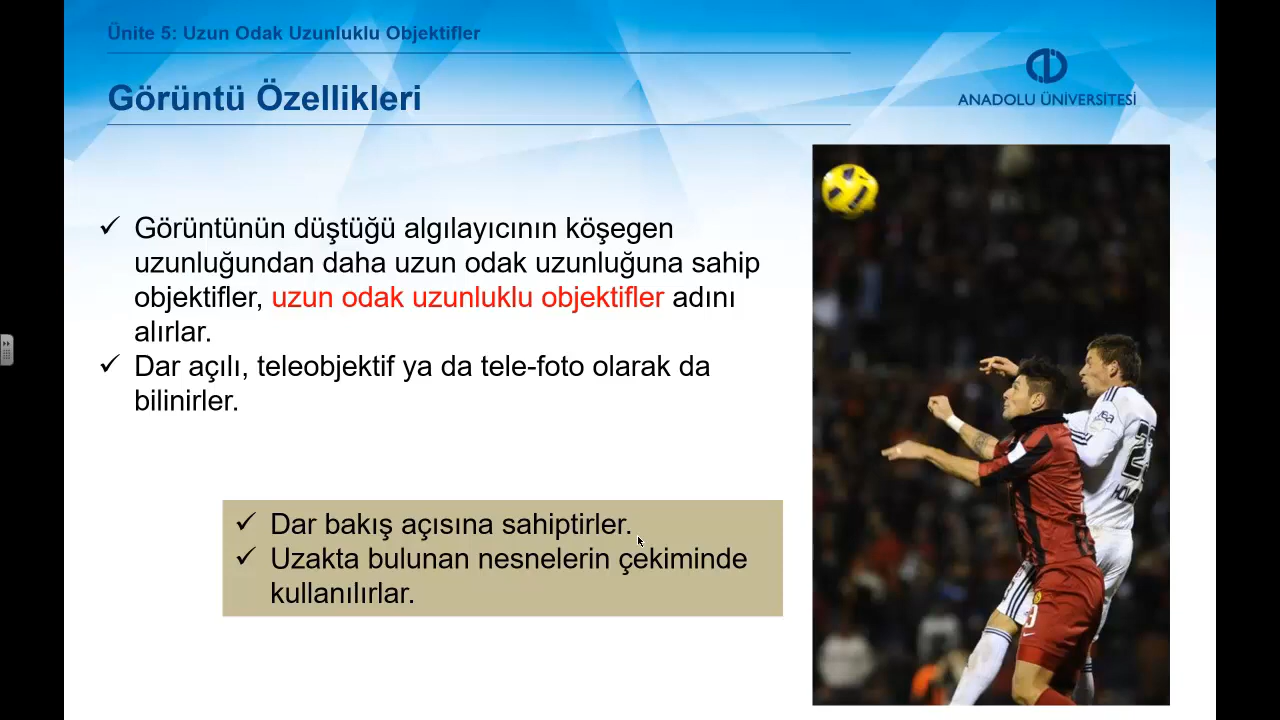 Ünite 5: Uzun Odak Uzunluklu Objektifler
Görüntü Özellikleri
ANADOLU ÜNİVERSİTESİ
✓ Görüntünün düştüğü algılayıcının köşegen
uzunluğundan daha uzun odak uzunluğuna sahip
objektifler, uzun odak uzunluklu objektifler adını
alırlar.
✓ Dar açılı, teleobjektif ya da tele-foto olarak da
bilinirler.
✓ Dar bakış açısına sahiptirler.
✓ Uzakta bulunan nesnelerin çekiminde
kullanılırlar.